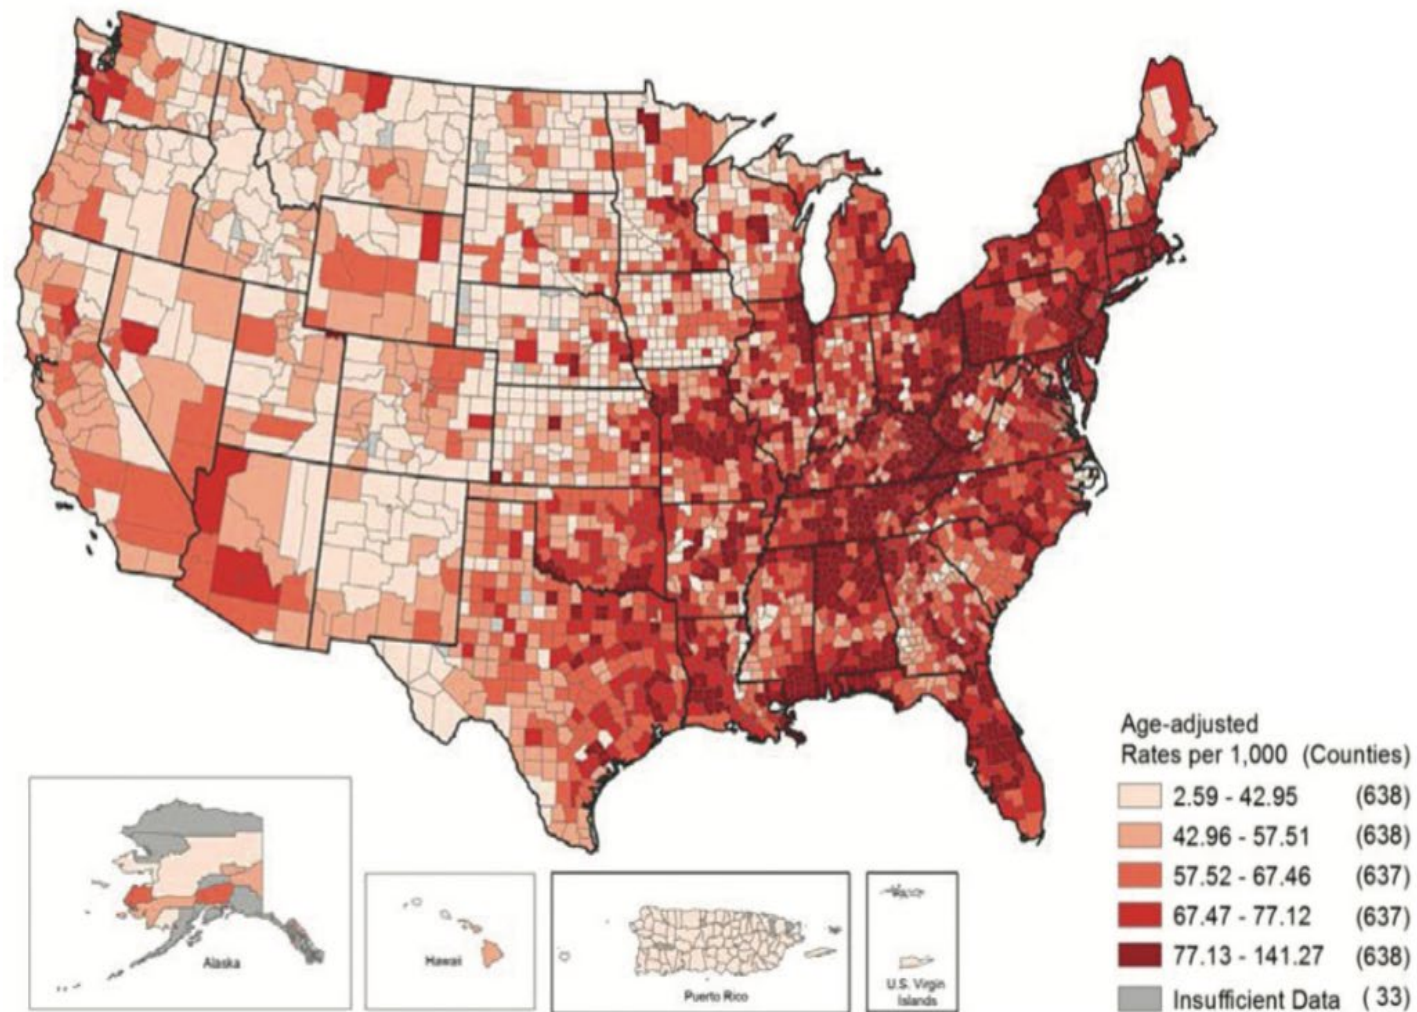 Age-adjusted
Rates per 1,000 (Counties)
2.59 - 42.95 (638)
42.96 - 57.51 (638)
57.52 - 67.46 (637)
67.47 - 77.12 (637)
77.13 - 141.27 (638)
Insufficient Data ( 33)
Alaska
Hawaii
Puerto Rico
U.S. Virgin
Islands